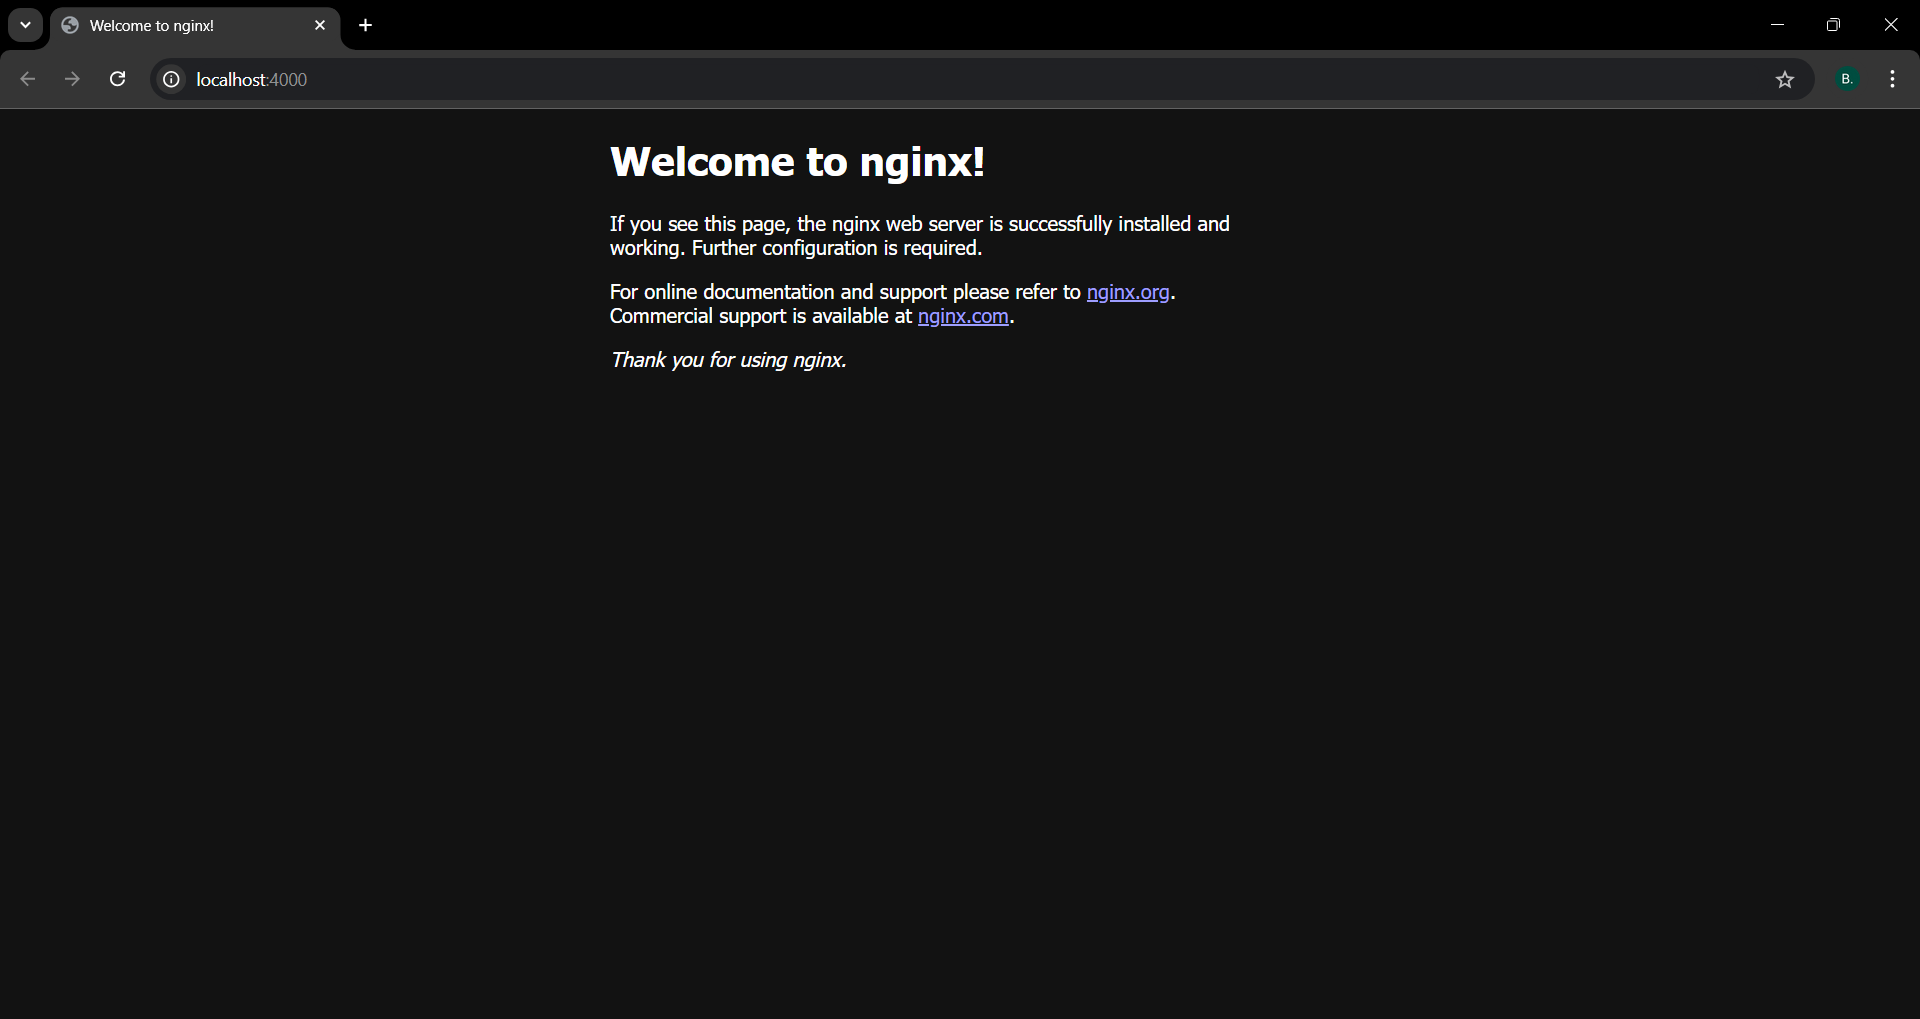 Welcome to nginx!
localhost:4000
B.
Welcome to nginx!
If you see this page, the nginx web server is successfully installed and
working. Further configuration is required.
For online documentation and support please refer to nginx.org.
Commercial support is available at nginx.com.
Thank you for using nginx.